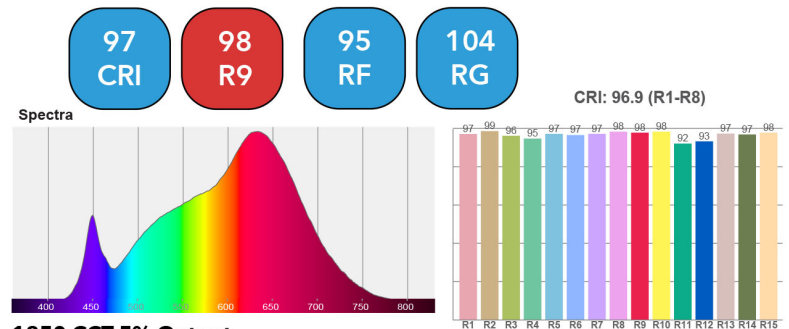 97 98 95 104
CRI R9 RF RG
CRI: 96.9 (R1-R8)
Spectra
97 99 96 95 97 97 97 98 98 98 92 93 97 97 98
400 450 500 550 600 650 700 750 800
R1 R2 R3 R4 R5 R6 R7 R8 R9 R10 R11 R12 R13 R14 R15